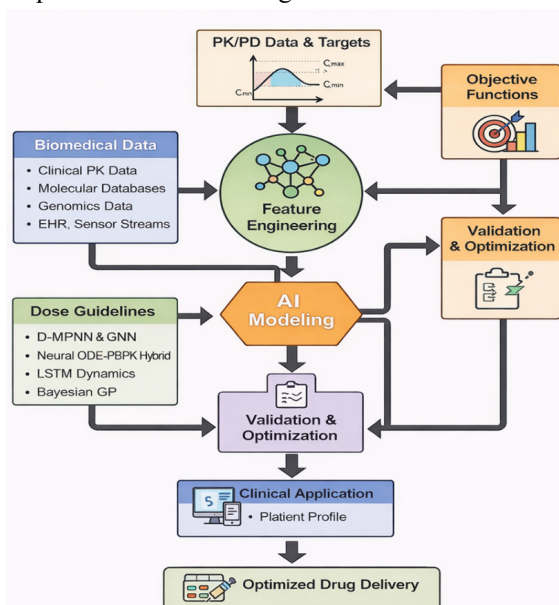 PK/PD Data & Targets
C,max
C,min
Objective
Functions
Biomedical Data
• Clinical PK Data
• Molecular Databases
• Genomics Data
• EHR, Sensor Streams
Feature
Engineering
Validation
& Optimization
AI
Modeling
Dose Guidelines
• D-MPNN & GNN
• Neural ODE-PBPK Hybrid
• LSTM Dynamics
• Bayesian GP
Validation &
Optimization
Clinical Application
• Platient Profile
Optimized Drug Delivery